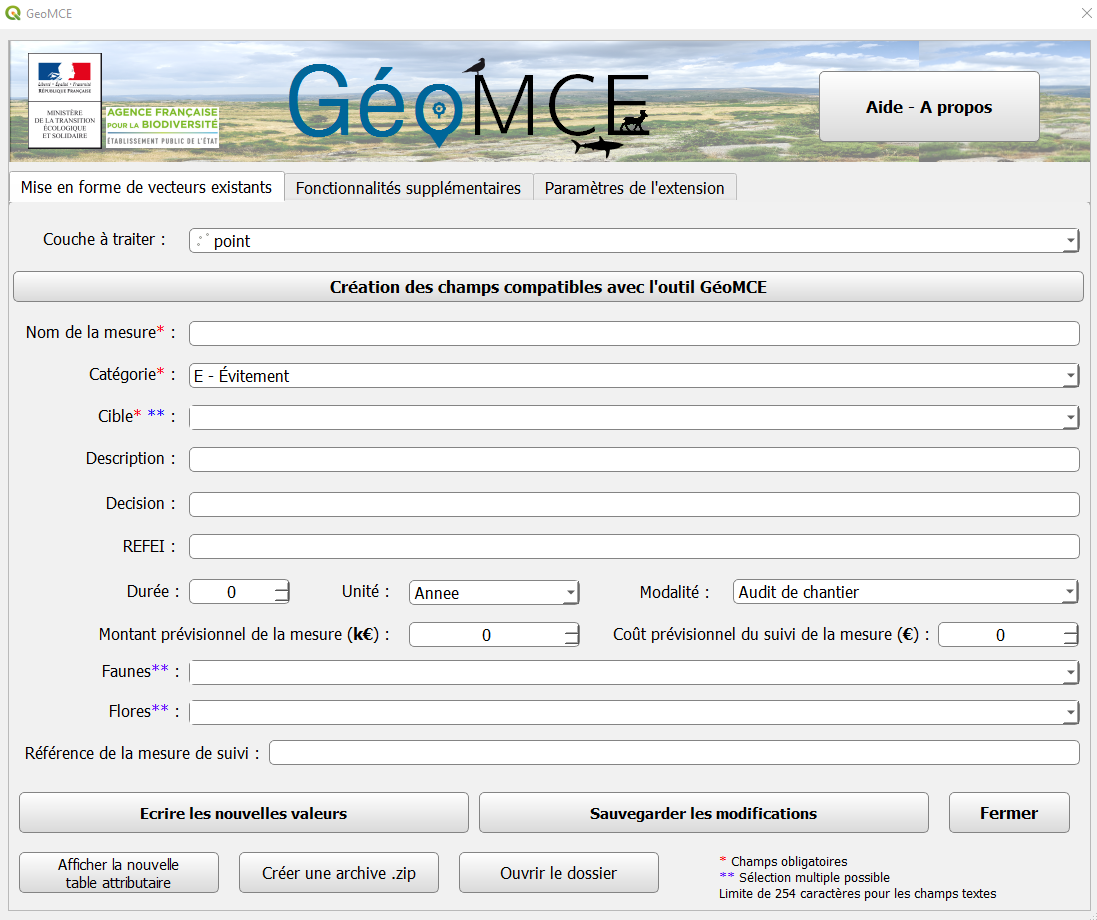 GeoMCE
Liberté • Égalité • Fraternité
RÉPUBLIQUE FRANÇAISE
MINISTÈRE
DE LA TRANSITION
ÉCOLOGIQUE
ET SOLIDAIRE
AGENCE FRANÇAISE
POUR LA BIODIVERSITÉ
ÉTABLISSEMENT PUBLIC DE L'ÉTAT
GéoMCE
Aide - A propos
Mise en forme de vecteurs existants
Fonctionnalités supplémentaires
Paramètres de l'extension
Couche à traiter :
point
Création des champs compatibles avec l'outil GéoMCE
Nom de la mesure* :
Catégorie* :
E - Évitement
Cible* ** :
Description :
Decision :
REFEI :
Durée :
0
Unité :
Annee
Modalité :
Audit de chantier
Montant prévisionnel de la mesure (k€) :
0
Coût prévisionnel du suivi de la mesure (€) :
0
Faunes** :
Flores** :
Référence de la mesure de suivi :
Ecrire les nouvelles valeurs
Sauvegarder les modifications
Fermer
Afficher la nouvelle
table attributaire
Créer une archive .zip
Ouvrir le dossier
* Champs obligatoires
** Sélection multiple possible
Limite de 254 caractères pour les champs textes